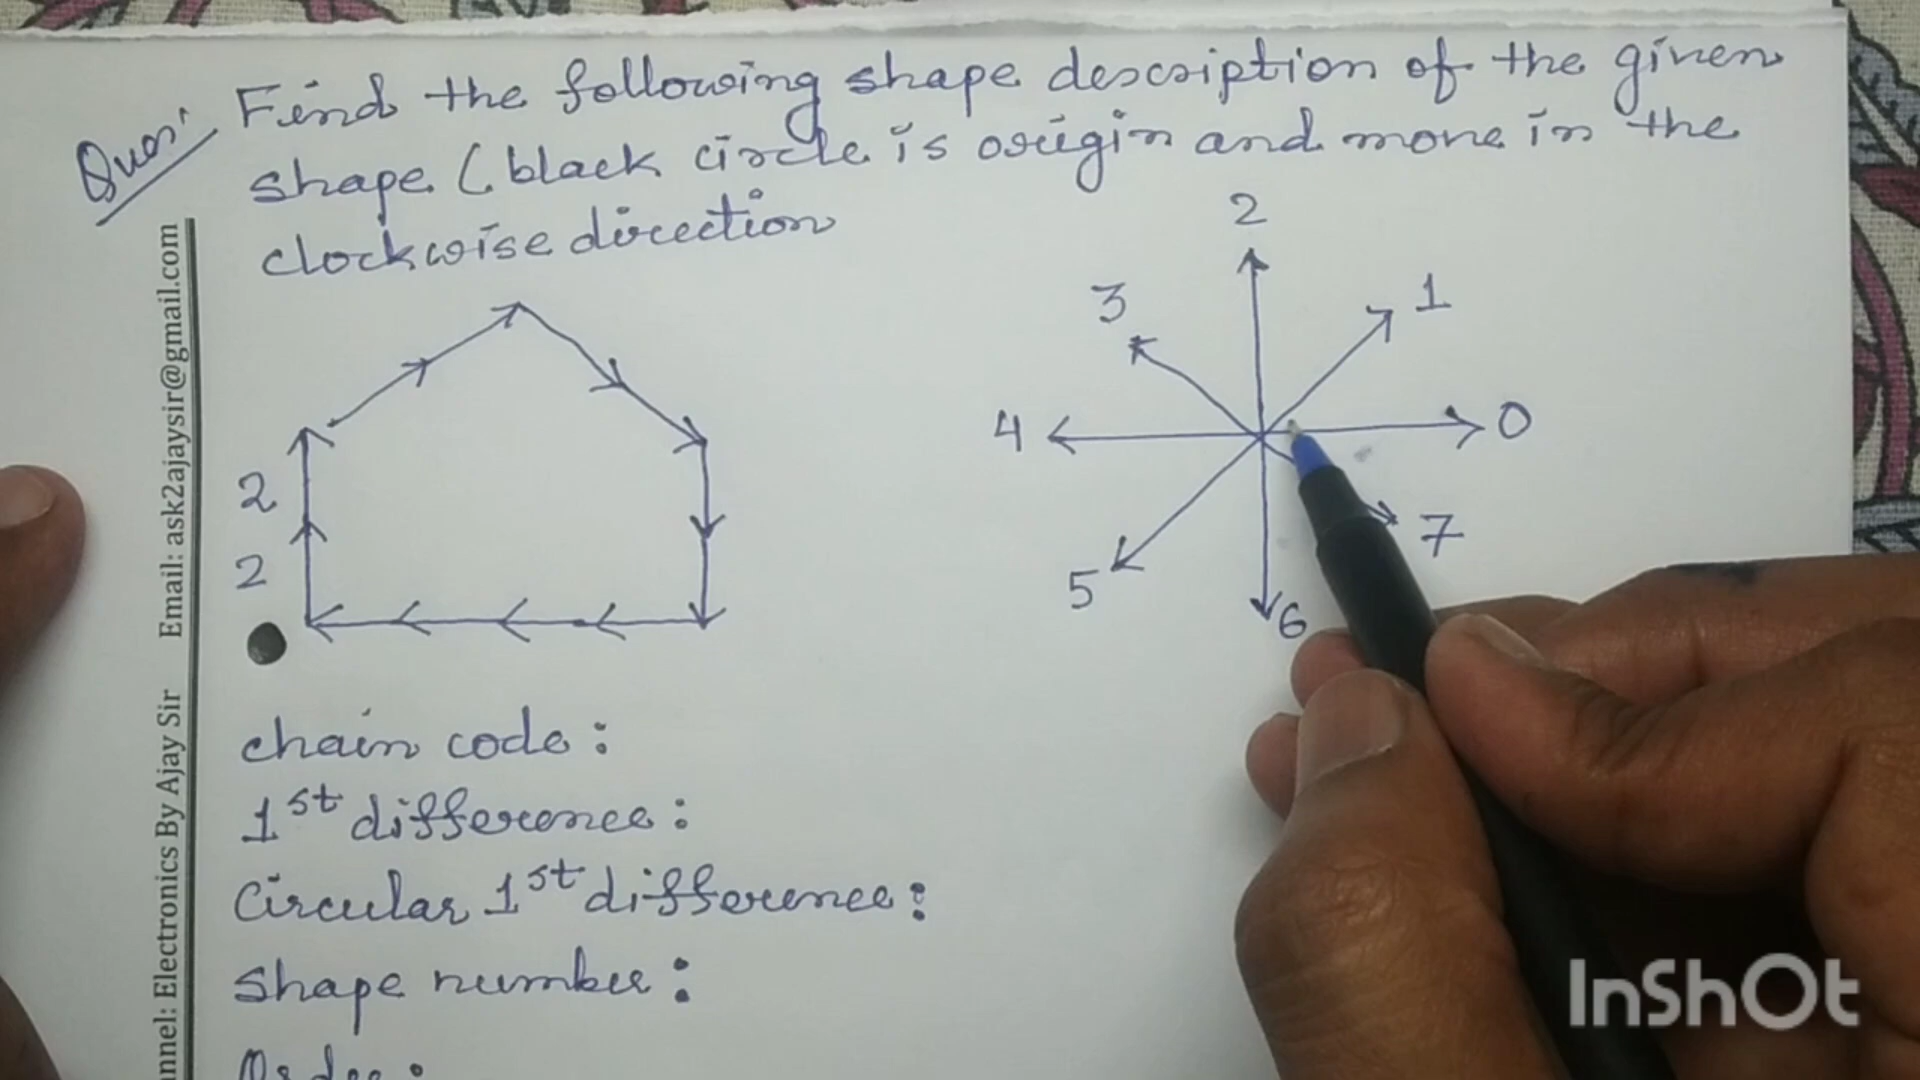 Ques: Find the following shape description of the given
shape (black circle is origin and move in the
clockwise direction
2
3
1
4
0
2
7
2
5
6
chain code:
1st difference:
Circular 1st difference:
Shape number:
Order:
Email: ask2ajaysir@gmail.com
nnel: Electronics By Ajay Sir
InShOt